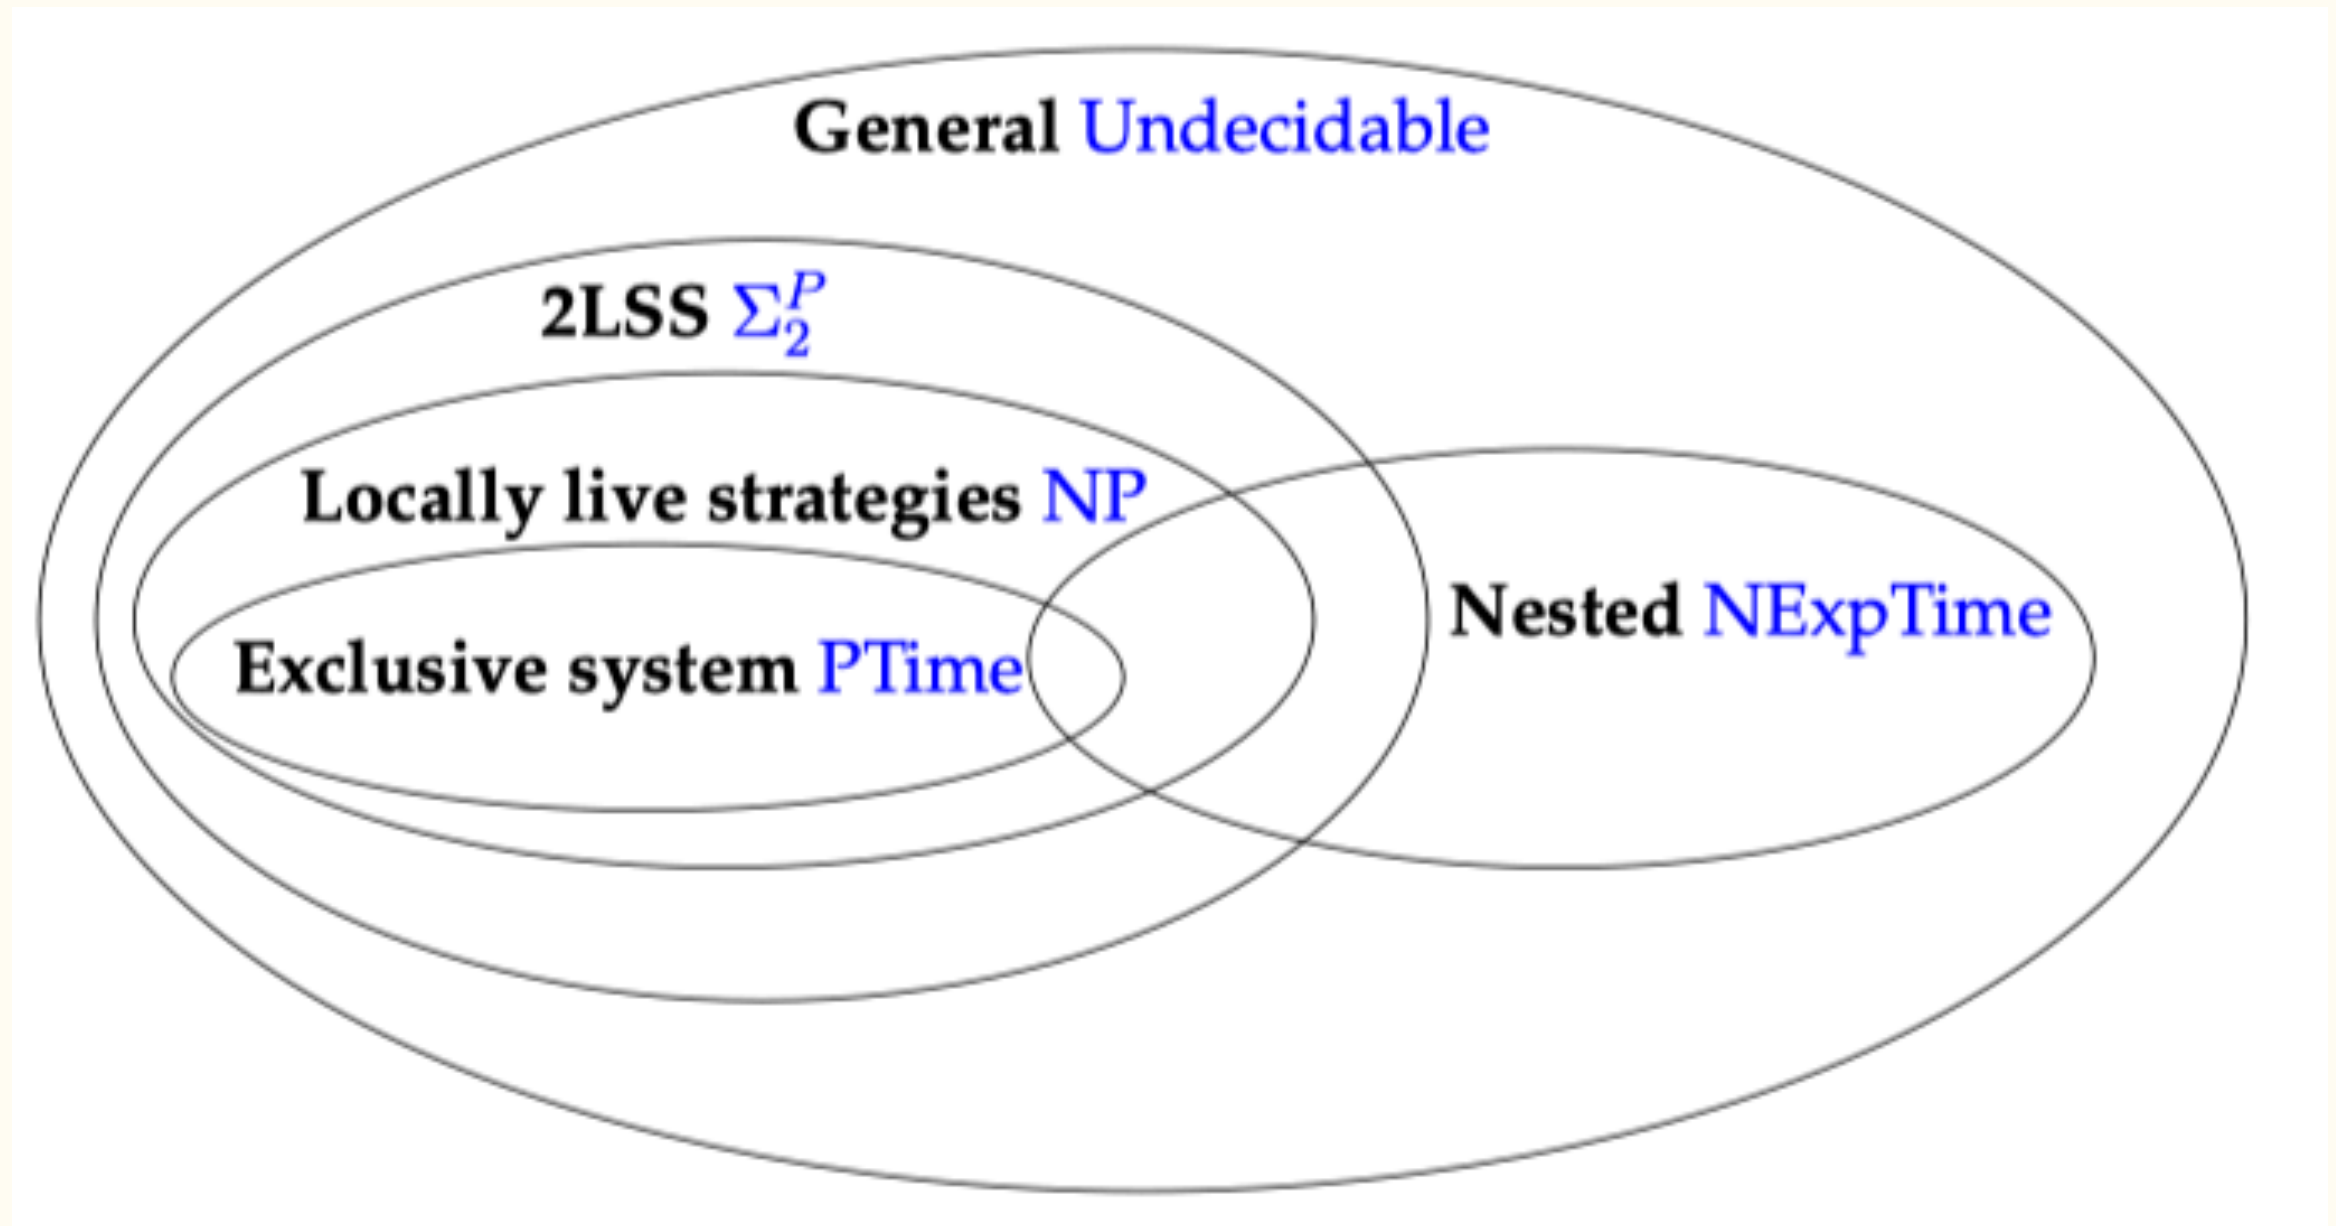 General Undecidable
2LSS Σ₂ᴾ
Locally live strategies NP
Nested NExpTime
Exclusive system PTime